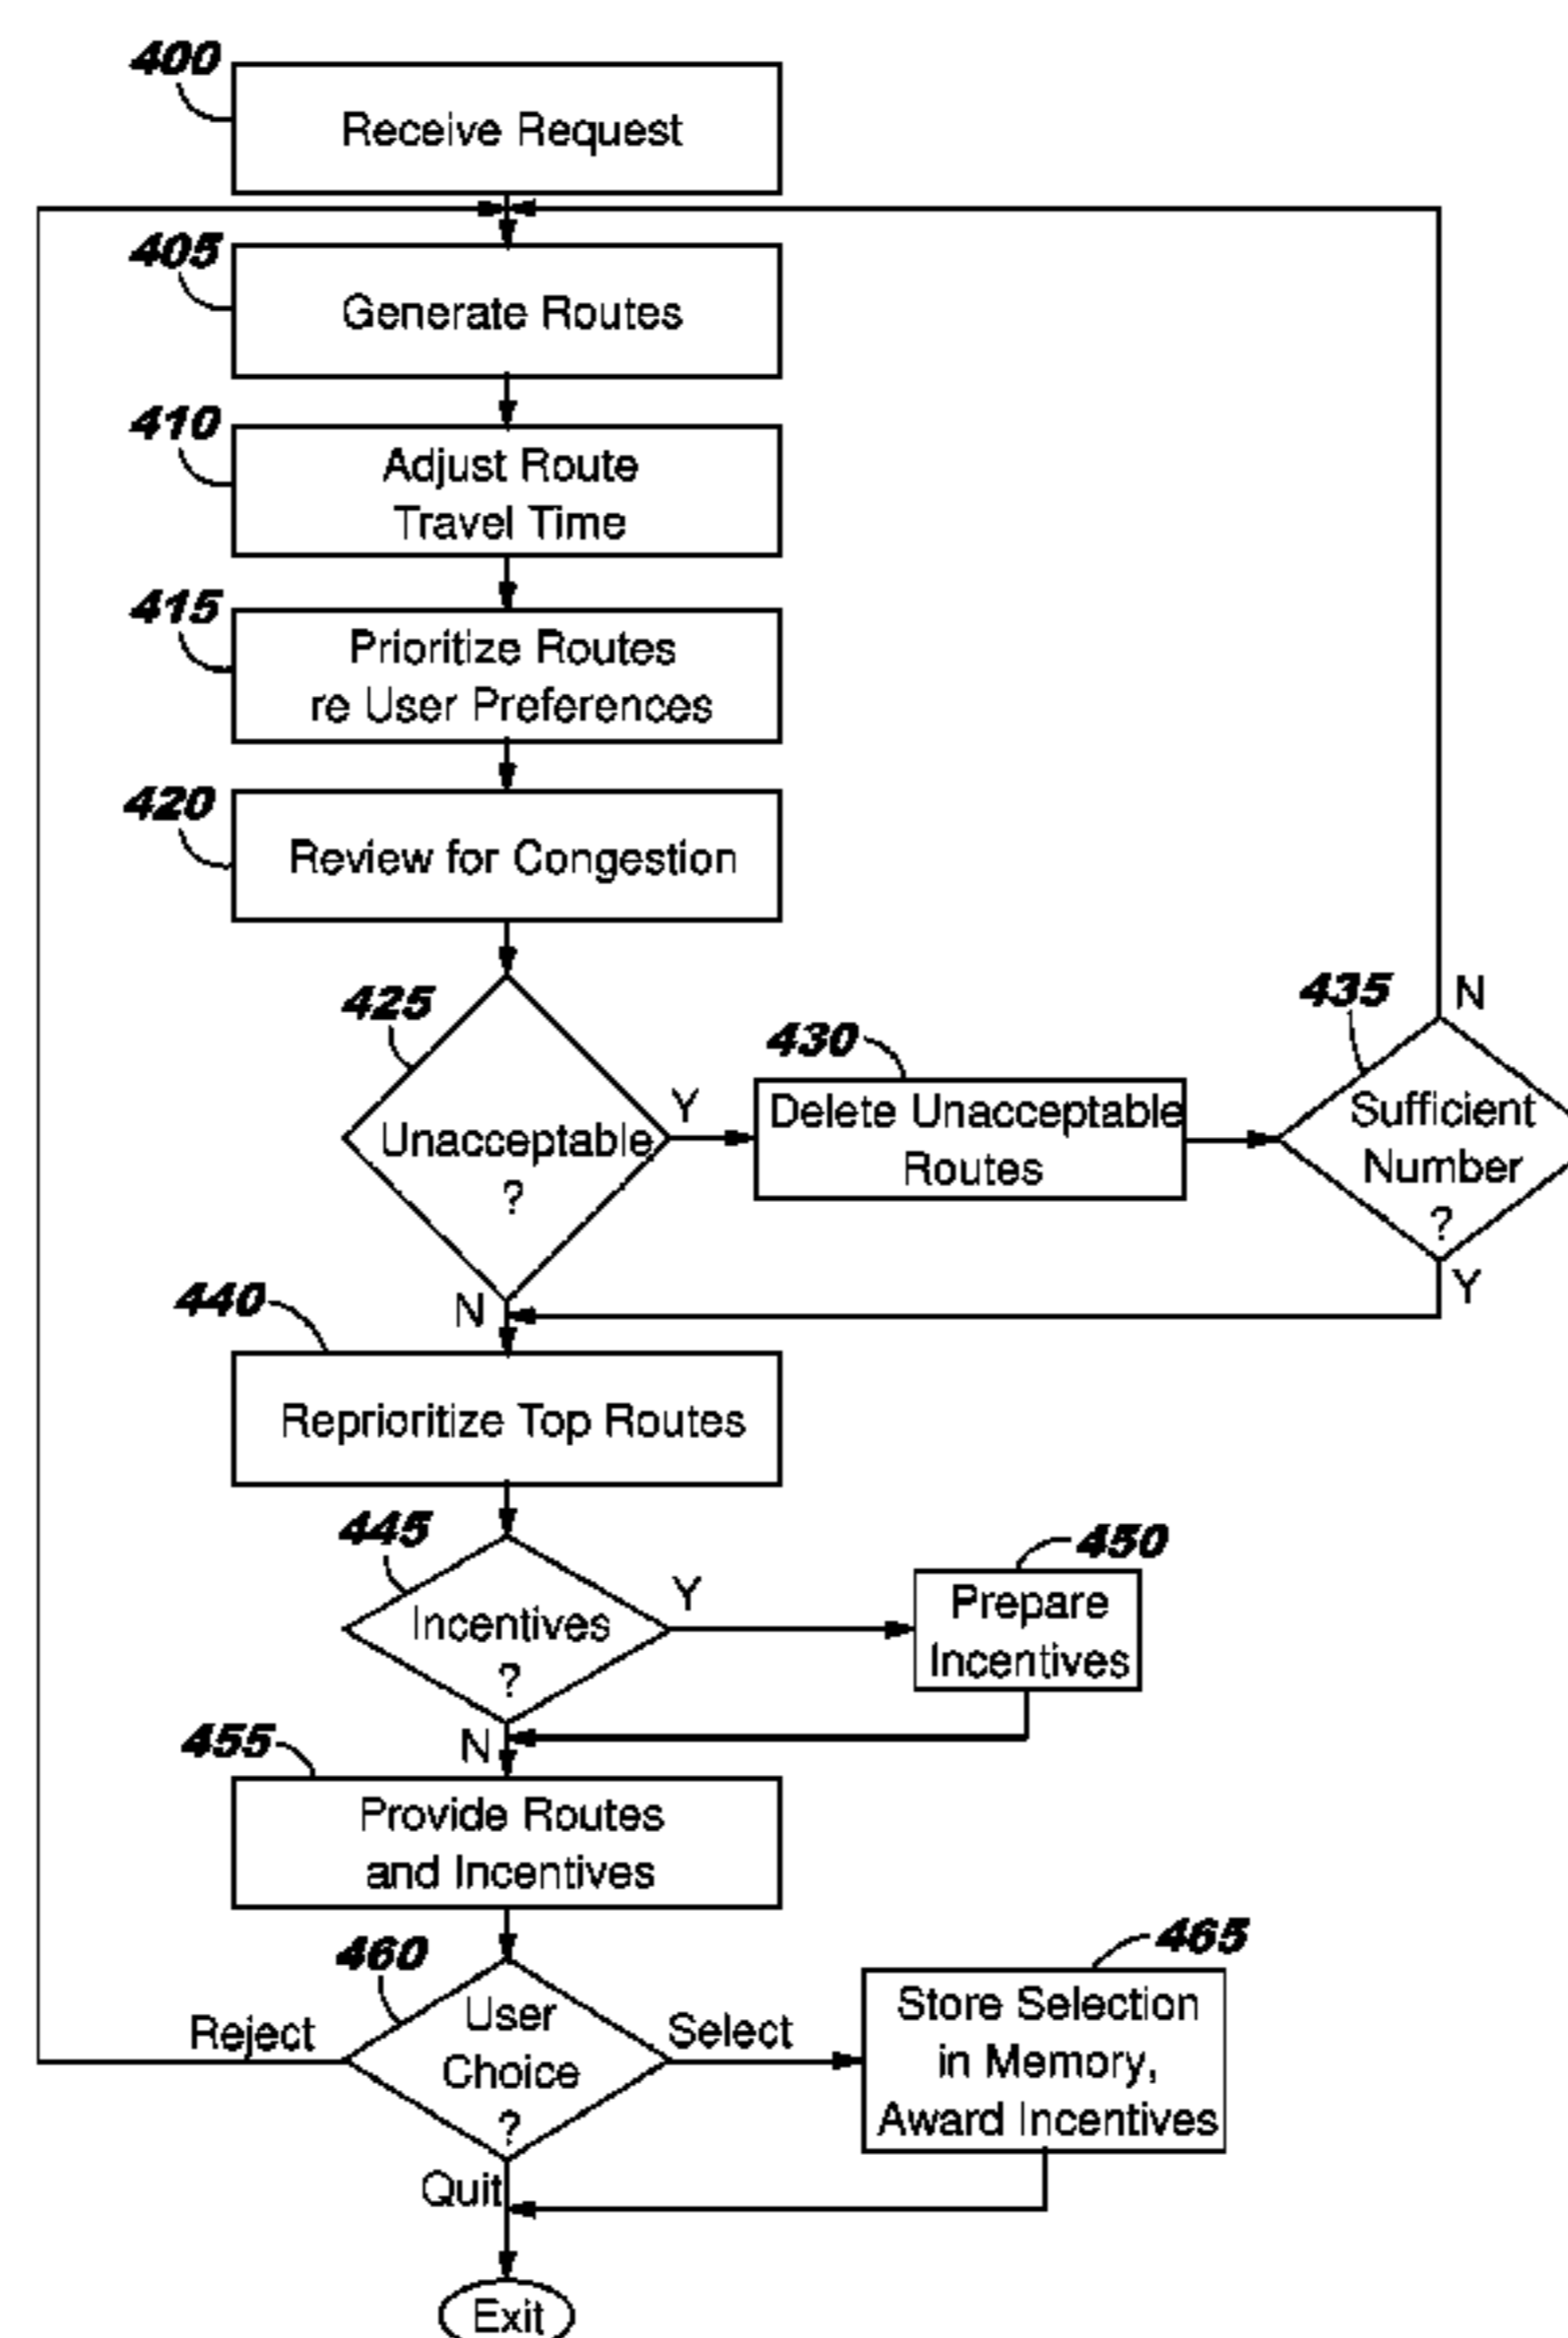 400
Receive Request
405
Generate Routes
410
Adjust Route
Travel Time
415
Prioritize Routes
re User Preferences
420
Review for Congestion
425
Unacceptable
?
Y
N
430
Delete Unacceptable
Routes
435
N
Sufficient
Number
?
Y
440
Reprioritize Top Routes
445
Incentives
?
Y
N
450
Prepare
Incentives
455
Provide Routes
and Incentives
460
User
Choice
?
Reject
Select
Quit
465
Store Selection
in Memory,
Award Incentives
Exit